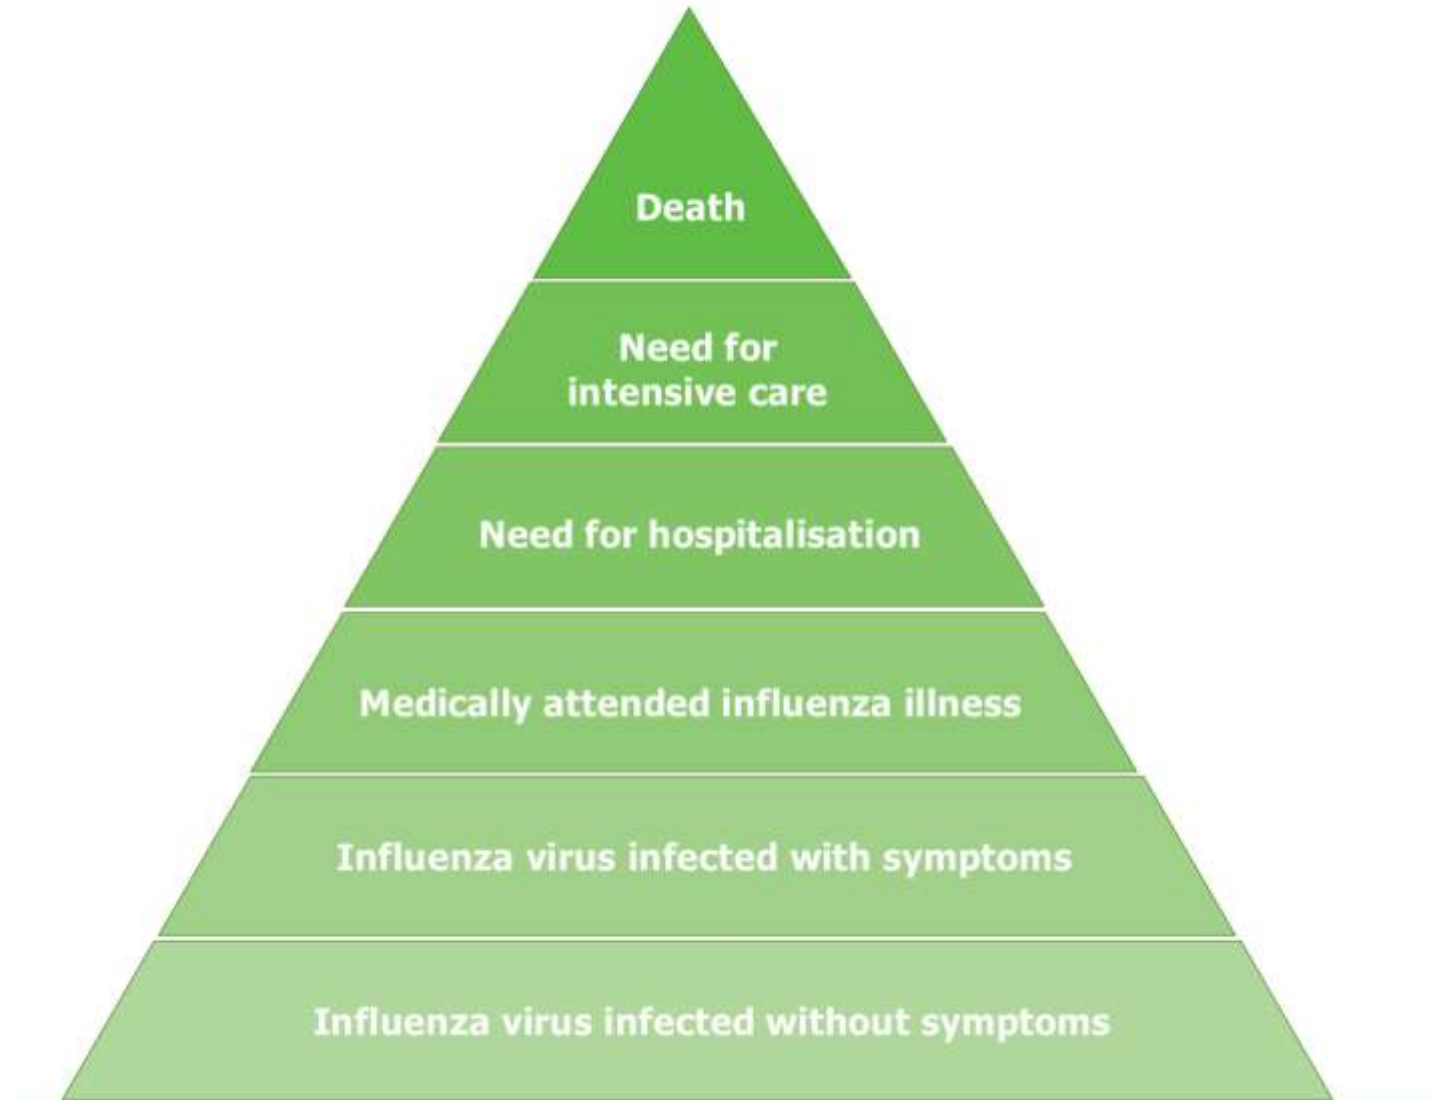 Death
Need for
intensive care
Need for hospitalisation
Medically attended influenza illness
Influenza virus infected with symptoms
Influenza virus infected without symptoms